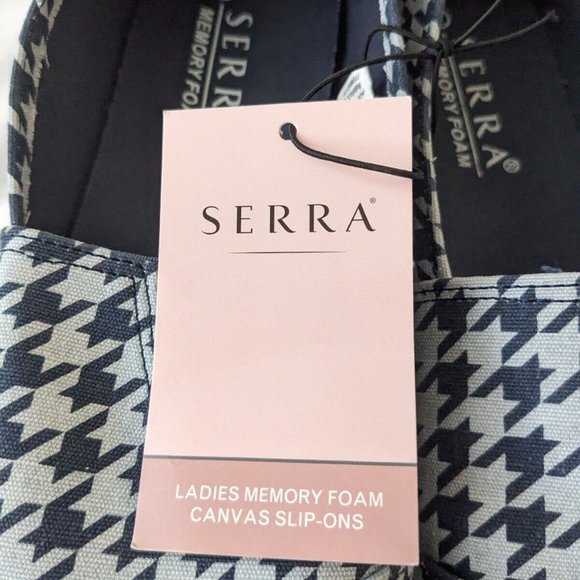 SERRA
MEMORY FOAM
SERRA®
MEMORY FOAM
SERRA®
LADIES MEMORY FOAM
CANVAS SLIP-ONS